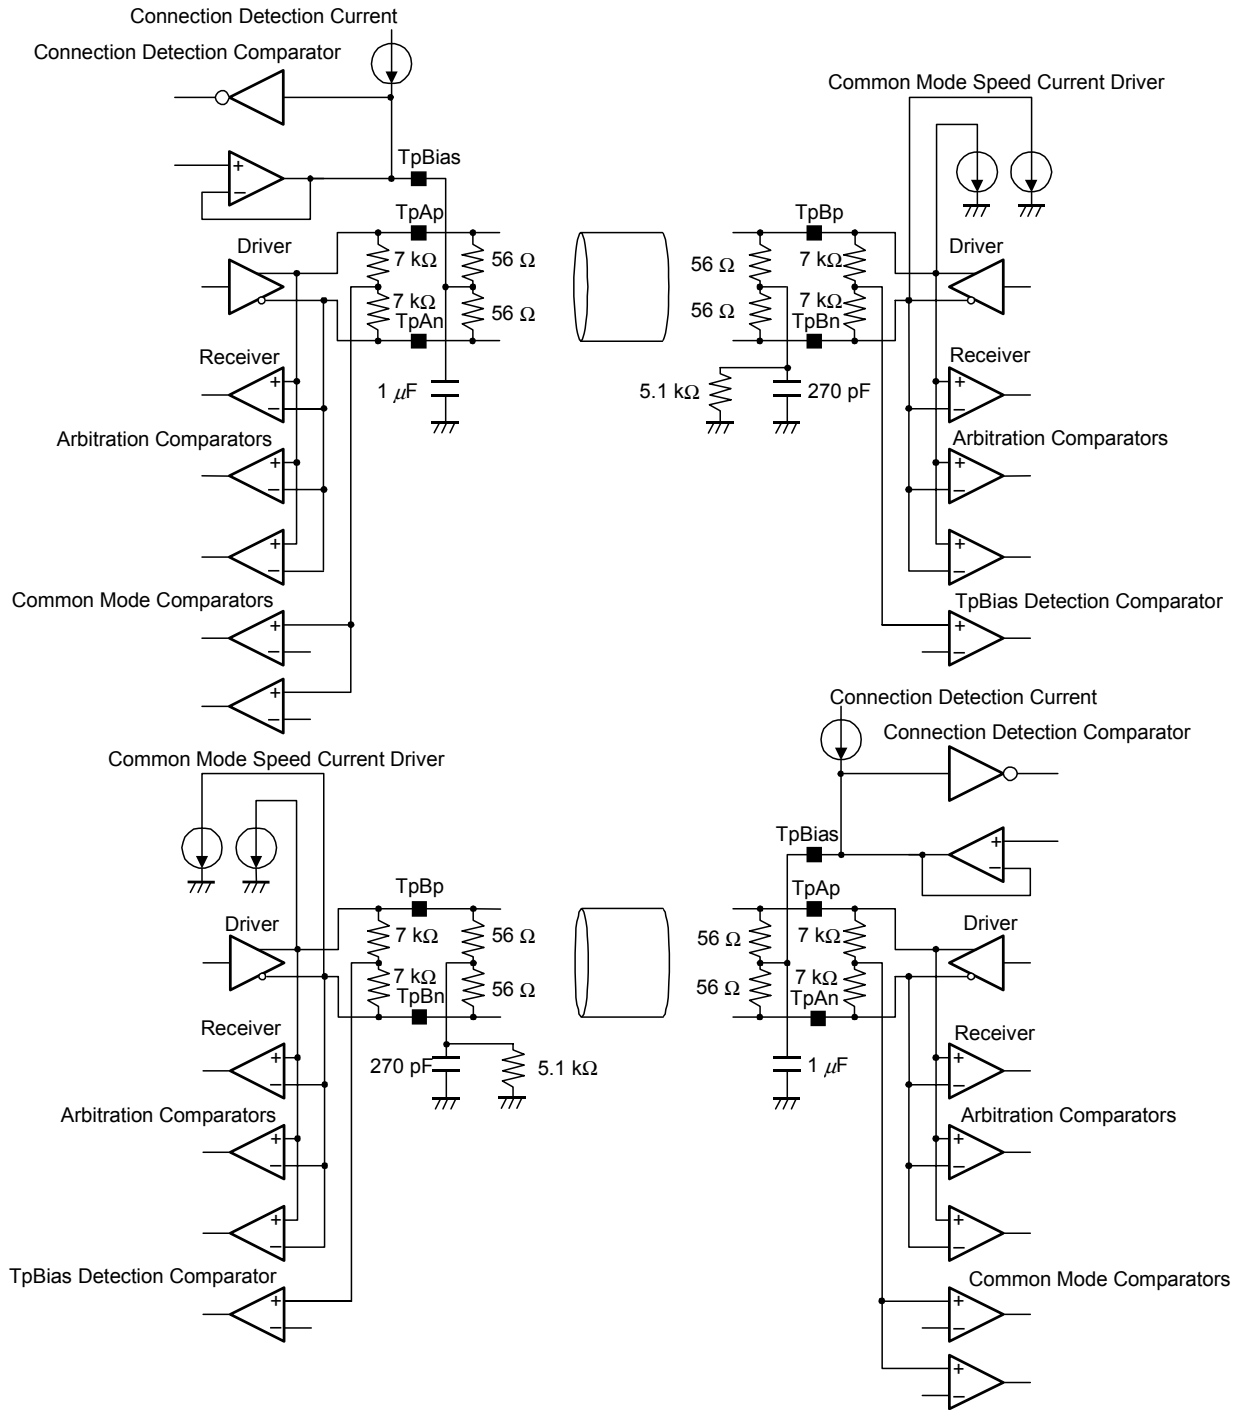 Connection Detection Current
Connection Detection Comparator
Common Mode Speed Current Driver
+
−
TpBias
TpAp
TpBp
Driver
7 kΩ
56 Ω
56 Ω
7 kΩ
Driver
7 kΩ
56 Ω
56 Ω
7 kΩ
TpAn
TpBn
Receiver
+
−
1 μF
5.1 kΩ
270 pF
Receiver
+
−
Arbitration Comparators
+
−
Arbitration Comparators
+
−
+
−
+
−
Common Mode Comparators
+
−
TpBias Detection Comparator
+
−
+
−
Connection Detection Current
Connection Detection Comparator
Common Mode Speed Current Driver
TpBias
+
−
TpBp
TpAp
Driver
7 kΩ
56 Ω
56 Ω
7 kΩ
Driver
7 kΩ
56 Ω
56 Ω
7 kΩ
TpBn
TpAn
Receiver
+
−
270 pF
5.1 kΩ
1 μF
Receiver
+
−
Arbitration Comparators
+
−
Arbitration Comparators
+
−
+
−
+
−
TpBias Detection Comparator
+
−
Common Mode Comparators
+
−
+
−